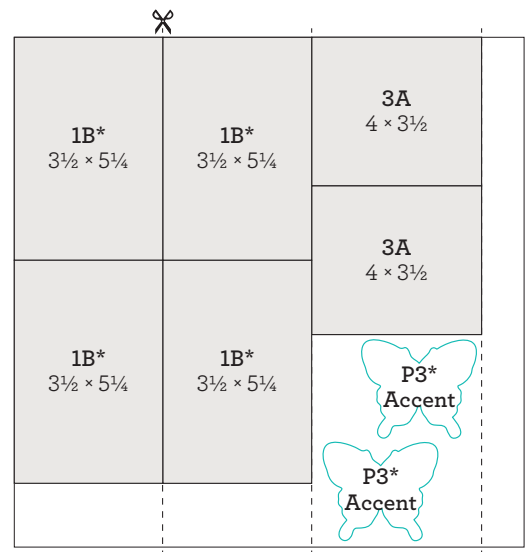 1B*
3½ × 5¼
1B*
3½ × 5¼
3A
4 × 3½
3A
4 × 3½
1B*
3½ × 5¼
1B*
3½ × 5¼
P3*
Accent
P3*
Accent